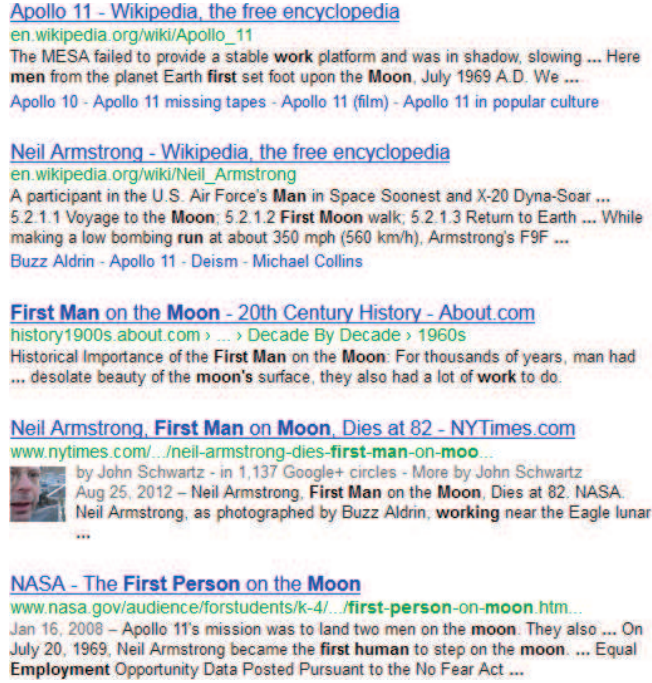 Apollo 11 - Wikipedia, the free encyclopedia
en.wikipedia.org/wiki/Apollo_11
The MESA failed to provide a stable work platform and was in shadow, slowing ... Here
men from the planet Earth first set foot upon the Moon, July 1969 A.D. We ...
Apollo 10 - Apollo 11 missing tapes - Apollo 11 (film) - Apollo 11 in popular culture
Neil Armstrong - Wikipedia, the free encyclopedia
en.wikipedia.org/wiki/Neil_Armstrong
A participant in the U.S. Air Force's Man in Space Soonest and X-20 Dyna-Soar ...
5.2.1.1 Voyage to the Moon; 5.2.1.2 First Moon walk; 5.2.1.3 Return to Earth ... While
making a low bombing run at about 350 mph (560 km/h), Armstrong's F9F ...
Buzz Aldrin - Apollo 11 - Deism - Michael Collins
First Man on the Moon - 20th Century History - About.com
history1900s.about.com › ... › Decade By Decade › 1960s
Historical Importance of the First Man on the Moon: For thousands of years, man had
... desolate beauty of the moon's surface, they also had a lot of work to do.
Neil Armstrong, First Man on Moon, Dies at 82 - NYTimes.com
www.nytimes.com/.../neil-armstrong-dies-first-man-on-moo...
by John Schwartz - in 1,137 Google+ circles - More by John Schwartz
Aug 25, 2012 – Neil Armstrong, First Man on the Moon, Dies at 82. NASA.
Neil Armstrong, as photographed by Buzz Aldrin, working near the Eagle lunar
...
NASA - The First Person on the Moon
www.nasa.gov/audience/forstudents/k-4/.../first-person-on-moon.htm...
Jan 16, 2008 – Apollo 11's mission was to land two men on the moon. They also ... On
July 20, 1969, Neil Armstrong became the first human to step on the moon. ... Equal
Employment Opportunity Data Posted Pursuant to the No Fear Act ...